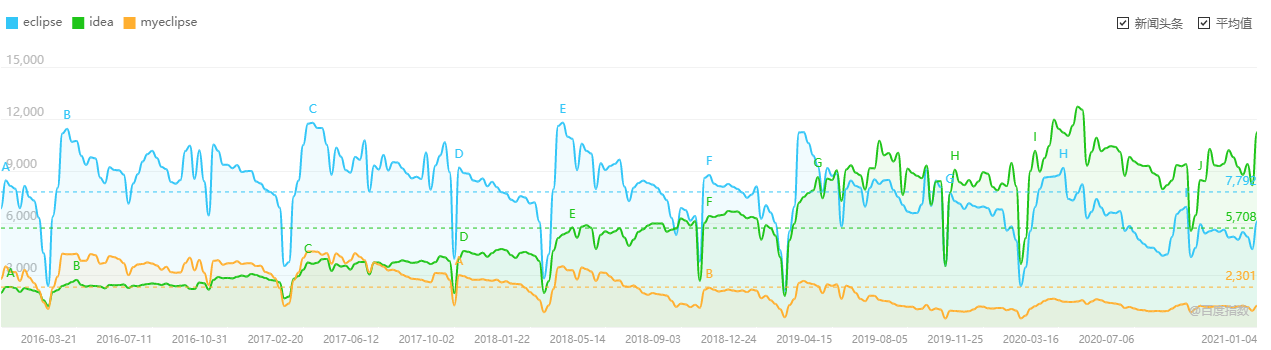 eclipse idea myeclipse 新闻头条 平均值
15,000
12,000
9,000
6,000
3,000
A B C D E F G H I
A B C D E F G H I J
A B
7,792
5,708
2,301
@百度指数
2016-03-21 2016-07-11 2016-10-31 2017-02-20 2017-06-12 2017-10-02 2018-01-22 2018-05-14 2018-09-03 2018-12-24 2019-04-15 2019-08-05 2019-11-25 2020-03-16 2020-07-06 2021-01-04